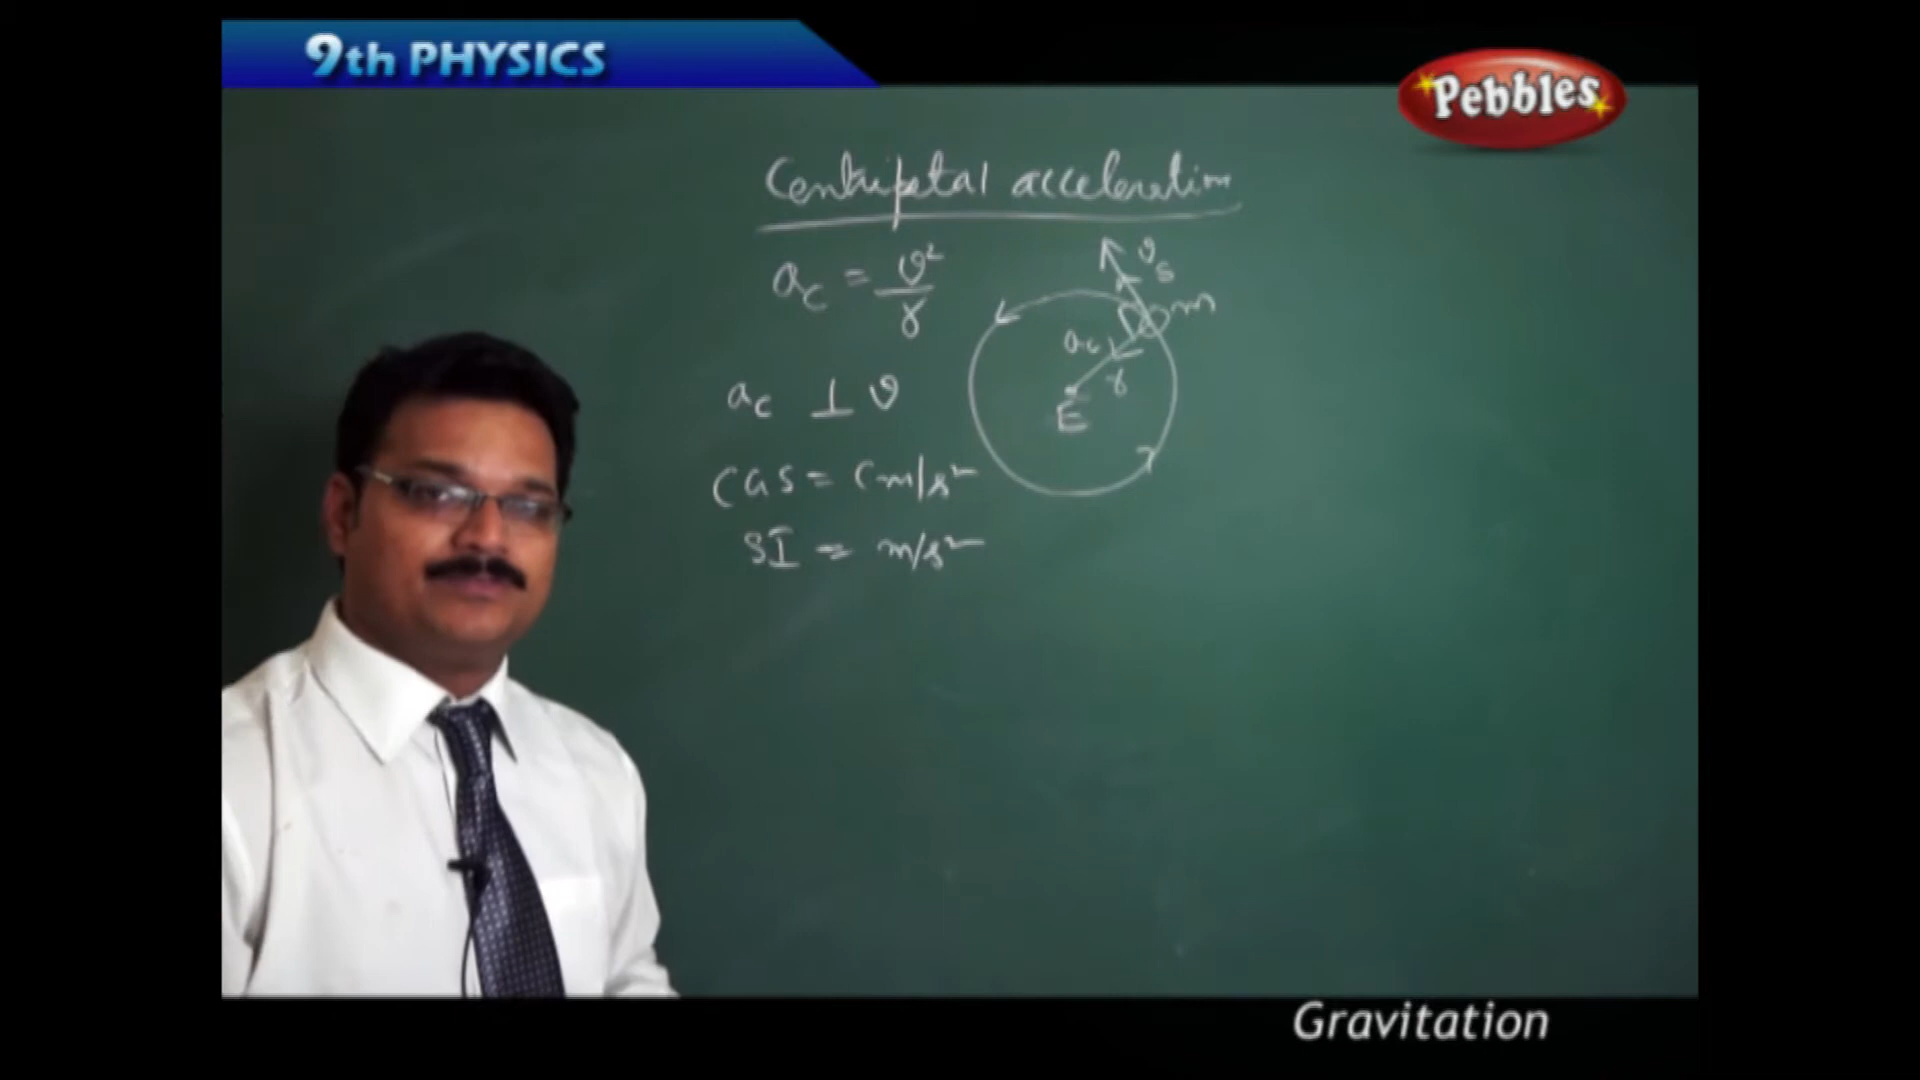 9th PHYSICS
Pebbles
Centripetal acceleration
a_c = v²/r
v_s
m
a_c
r
E
a_c ⊥ v
CGS = cm/s²
SI = m/s²
Gravitation